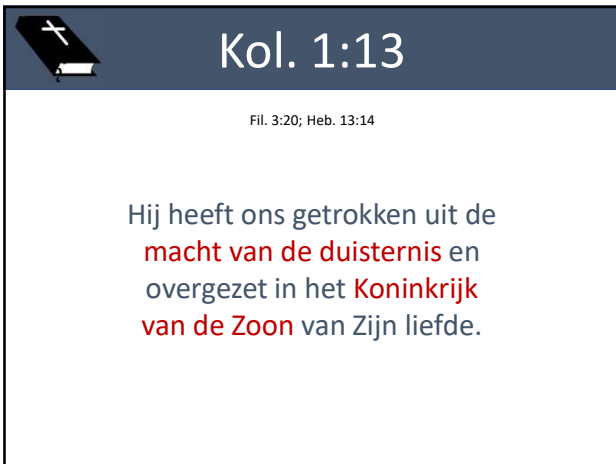 Kol. 1:13
Fil. 3:20; Heb. 13:14
Hij heeft ons getrokken uit de
macht van de duisternis en
overgezet in het Koninkrijk
van de Zoon van Zijn liefde.